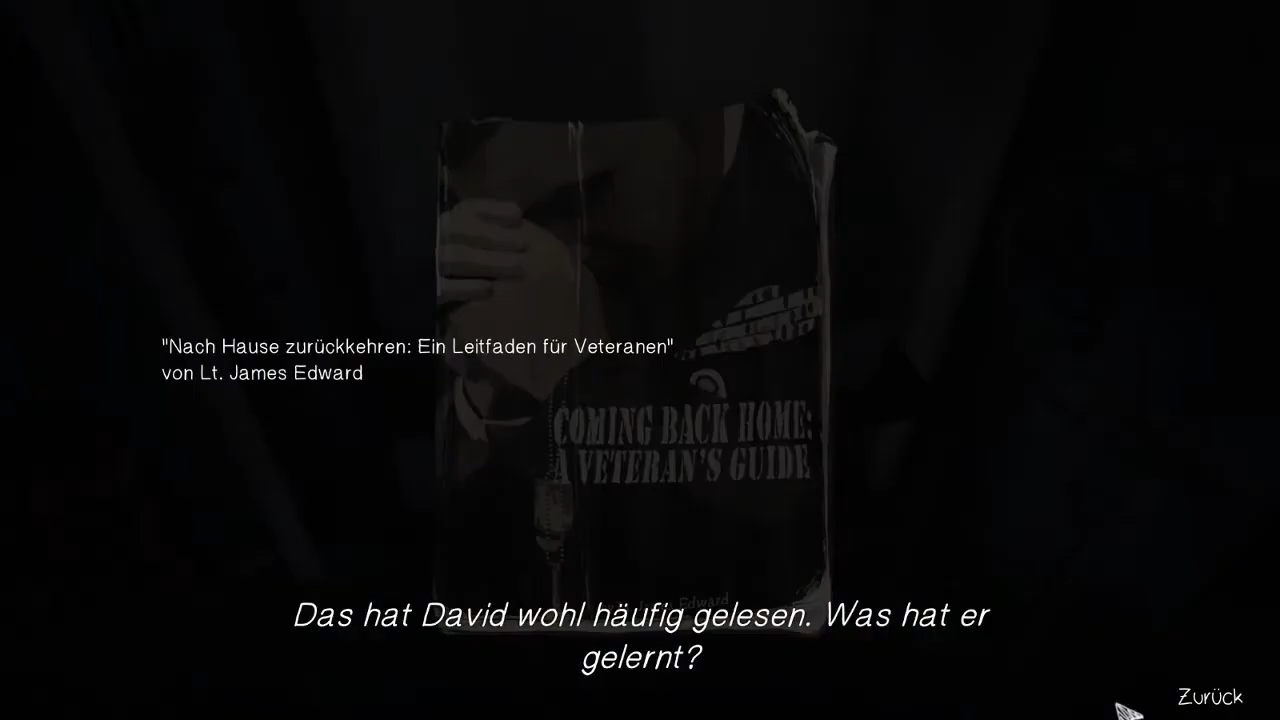 "Nach Hause zurückkehren: Ein Leitfaden für Veteranen"
von Lt. James Edward
COMING BACK HOME:
A VETERAN'S GUIDE
Edward
Das hat David wohl häufig gelesen. Was hat er
gelernt?
Zurück